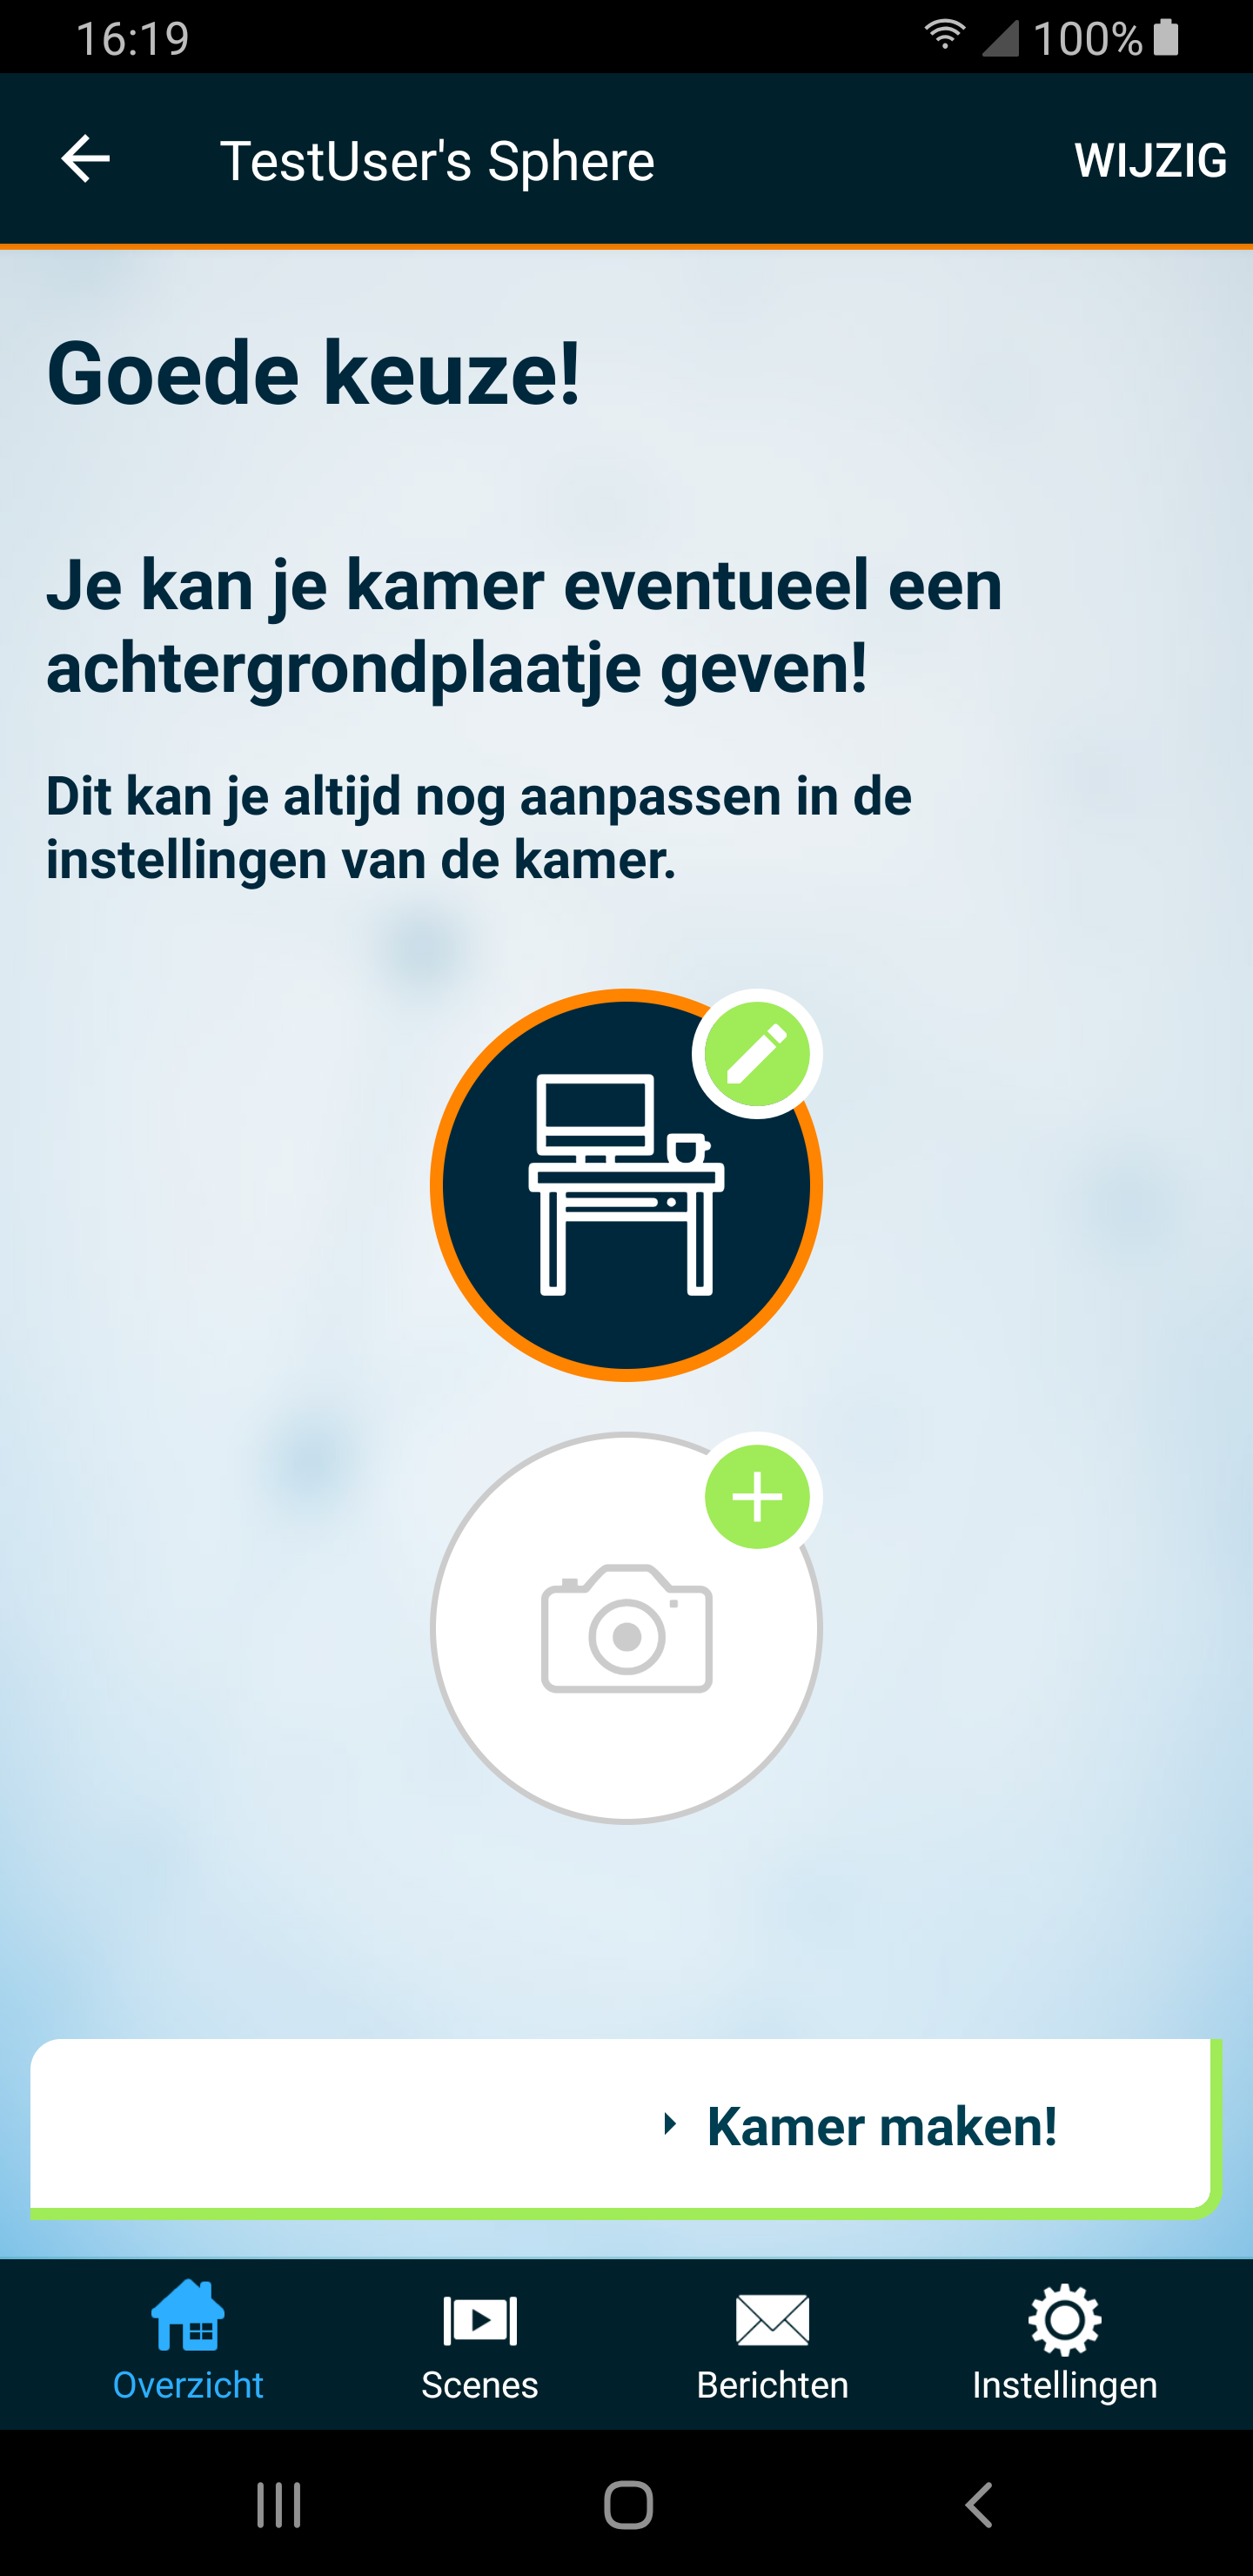 16:19
100%
TestUser's Sphere
WIJZIG
Goede keuze!
Je kan je kamer eventueel een
achtergrondplaatje geven!
Dit kan je altijd nog aanpassen in de
instellingen van de kamer.
Kamer maken!
Overzicht
Scenes
Berichten
Instellingen